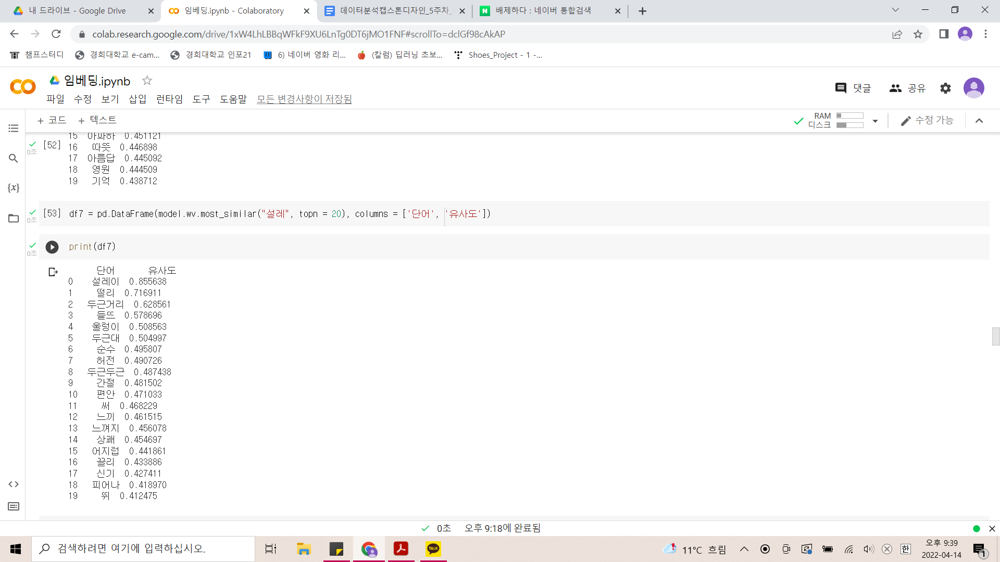 내 드라이브 - Google Drive
임베딩.ipynb - Colaboratory
데이터분석캡스톤디자인_5주차_
배제하다 : 네이버 통합검색
colab.research.google.com/drive/1xW4LhLBBqWFkF9XU6LnTg0DT6jMO1FNF#scrollTo=dclGf98cAkAP
챔프스터디
경희대학교 e-cam...
경희대학교 인포21
6) 네이버 영화 리...
(칼럼) 딥러닝 초보...
Shoes_Project - 1 -...
임베딩.ipynb
댓글
공유
파일 수정 보기 삽입 런타임 도구 도움말 모든 변경사항이 저장됨
+ 코드 + 텍스트
RAM
디스크
수정 가능
15 아파하 0.451121
[52]
0초
16 따뜻 0.446898
17 아름답 0.445092
18 영원 0.444509
19 기억 0.438712
[53] df7 = pd.DataFrame(model.wv.most_similar("설레", topn = 20), columns = ['단어', '유사도'])
0초
print(df7)
0초
단어 유사도
0 설레이 0.855638
1 떨리 0.716911
2 두근거리 0.628561
3 들뜨 0.578696
4 울렁이 0.508563
5 두근대 0.504997
6 순수 0.495807
7 허전 0.490726
8 두근두근 0.487438
9 간절 0.481502
10 편안 0.471033
11 써 0.468229
12 느끼 0.461515
13 느껴지 0.456078
14 상쾌 0.454697
15 어지럽 0.441861
16 끌리 0.433886
17 신기 0.427411
18 피어나 0.418970
19 뛰 0.412475
0초 오후 9:18에 완료됨
검색하려면 여기에 입력하십시오.
TALK
11°C 흐림
한
오후 9:39
2022-04-14
1